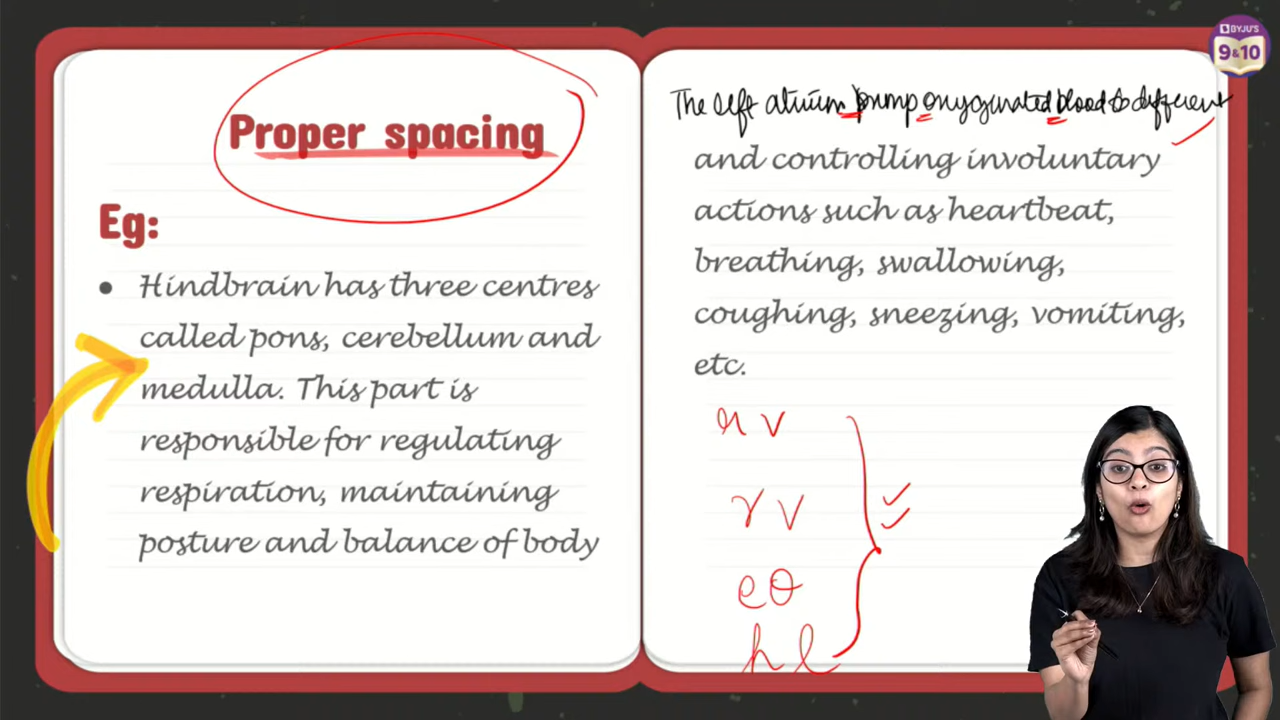 BYJU'S
9&10
Proper spacing
Eg:
• Hindbrain has three centres
called pons, cerebellum and
medulla. This part is
responsible for regulating
respiration, maintaining
posture and balance of body
The left atrium pump oxygenated blood to different
and controlling involuntary
actions such as heartbeat,
breathing, swallowing,
coughing, sneezing, vomiting,
etc.
r v
e
h l